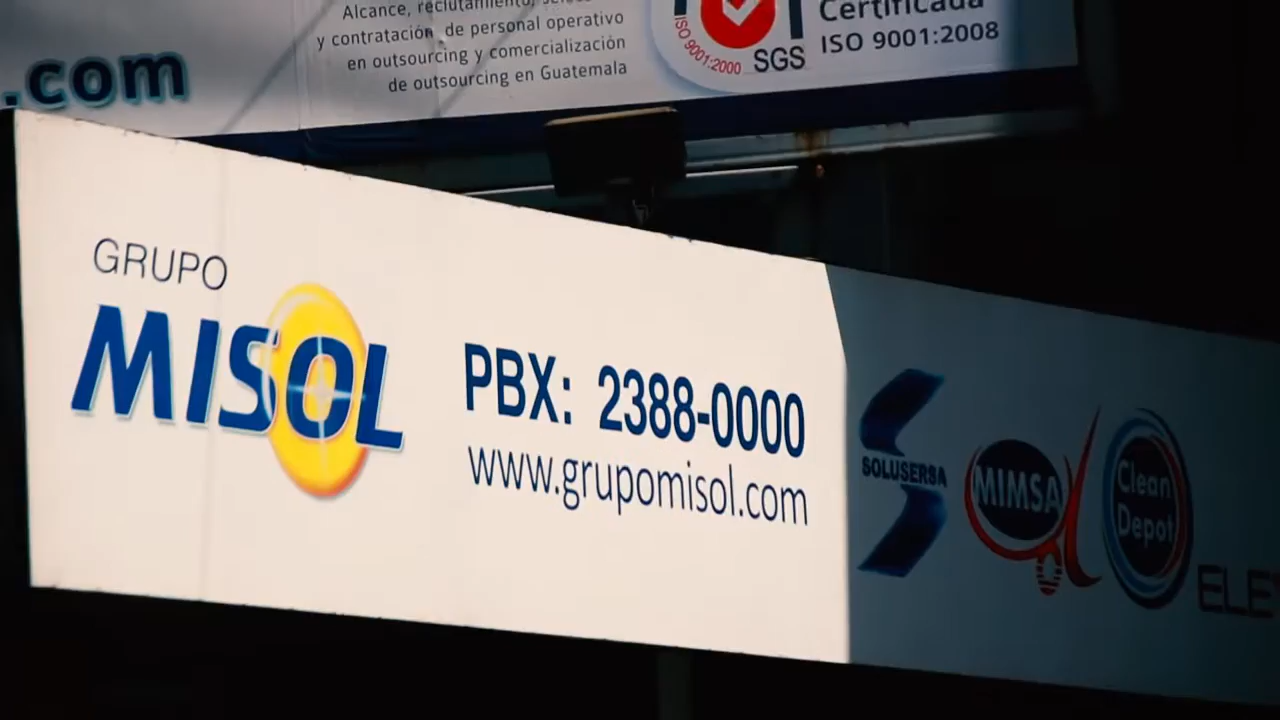 Alcance, reclutamiento,
y contratación de personal operativo
en outsourcing y comercialización
de outsourcing en Guatemala
.com
ISO 9001:2000
SGS
Certificada
ISO 9001:2008
GRUPO
MISOL
PBX: 2388-0000
www.grupomisol.com
SOLUSERSA
MIMSA
Clean
Depot
ELE